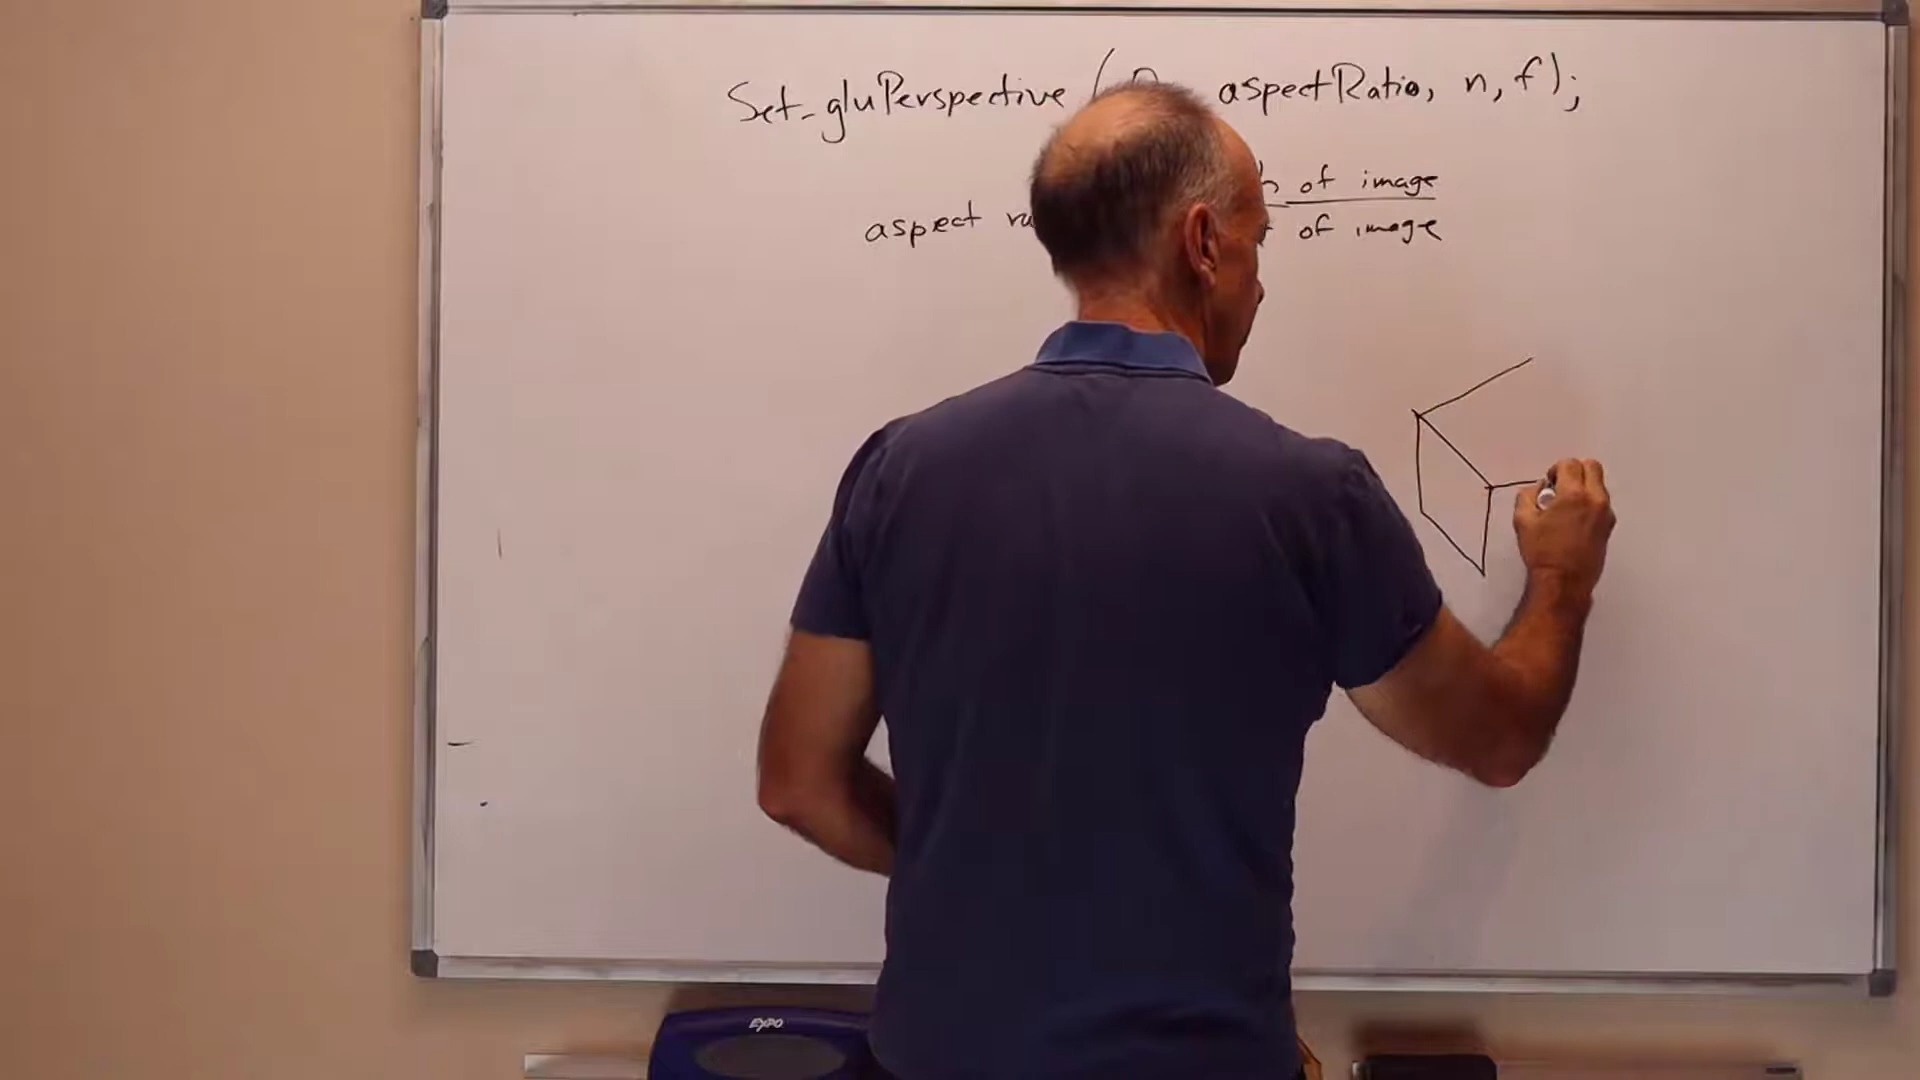 Set_gluPerspective ( aspectRatio, n, f);
of image
aspect of image
EXPO